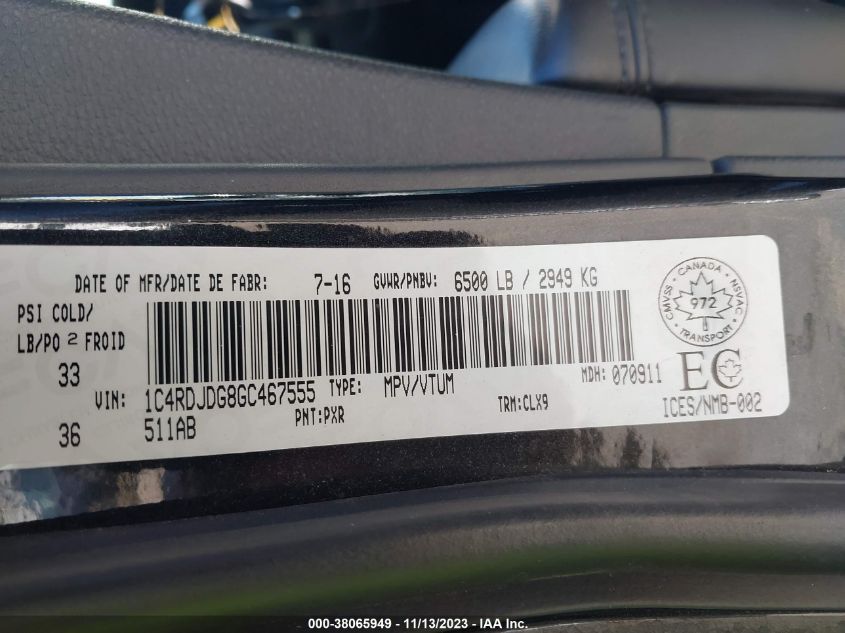 DATE OF MFR/DATE DE FABR: 7-16 GVWR/PNBV: 6500 LB / 2949 KG
PSI COLD/
LB/PO 2 FROID
33
36
VIN: 1C4RDJDG8GC467555 TYPE: MPV/VTUM MDH: 070911
511AB PNT:PXR TRM:CLX9
CANADA
CMVSS NSVAC
972
TRANSPORT
EC
ICES/NMB-002
000-38065949 - 11/13/2023 - IAA Inc.